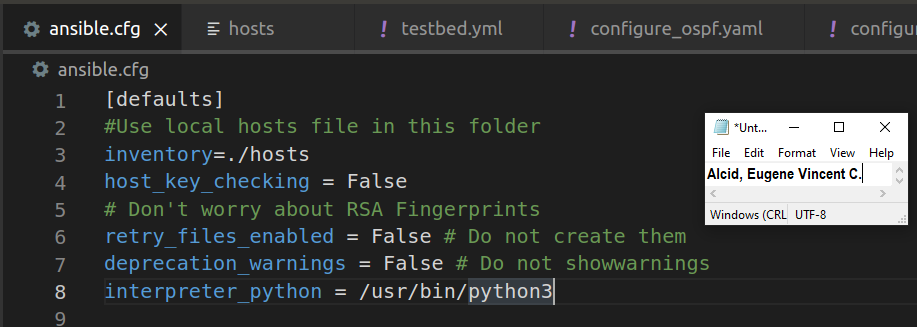 ansible.cfg
hosts
! testbed.yml
! configure_ospf.yaml
! configu
ansible.cfg
1 [defaults]
2 #Use local hosts file in this folder
3 inventory=./hosts
4 host_key_checking = False
5 # Don't worry about RSA Fingerprints
6 retry_files_enabled = False # Do not create them
7 deprecation_warnings = False # Do not showwarnings
8 interpreter_python = /usr/bin/python3
9
*Unt...
File Edit Format View Help
Alcid, Eugene Vincent C.
Windows (CRL UTF-8